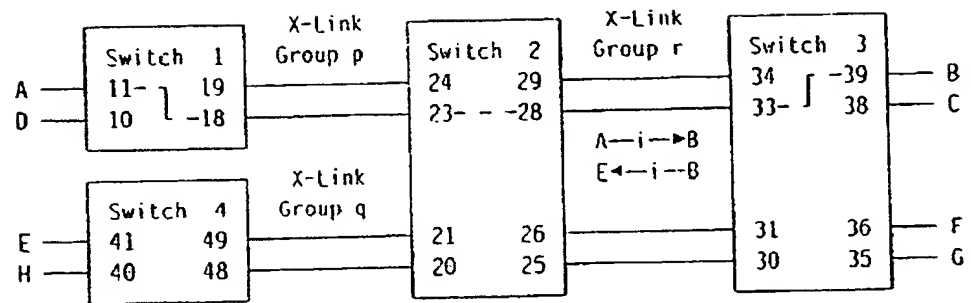 X-Link
Group p
X-Link
Group r
Switch 1
11- 19
10 -18
Switch 2
24 29
23- - -28
21 26
20 25
Switch 3
34 -39
33- 38
31 36
30 35
A
D
B
C
A—i—►B
E◄—i--B
X-Link
Group q
Switch 4
41 49
40 48
E
H
F
G